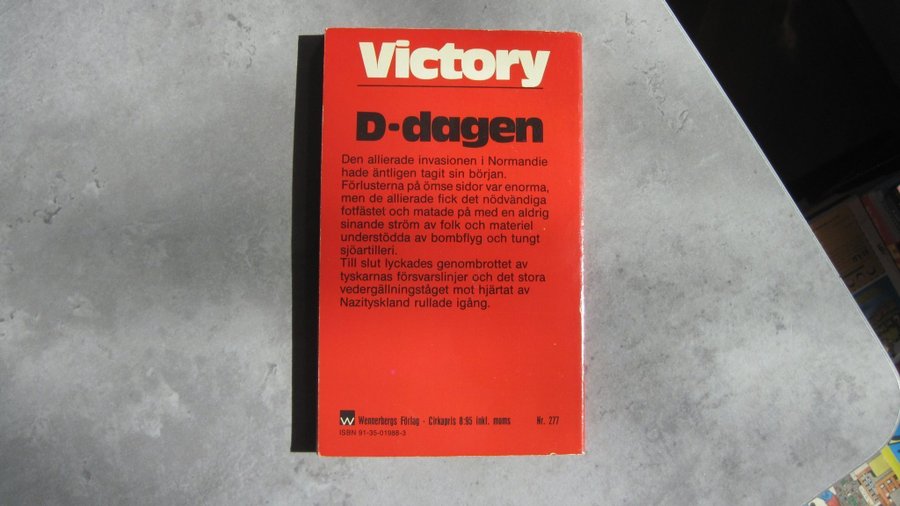 Victory
D-dagen
Den allierade invasionen i Normandie
hade äntligen tagit sin början.
Förlusterna på ömse sidor var enorma,
men de allierade fick det nödvändiga
fotfästet och matade på med en aldrig
sinande ström av folk och materiel
understödda av bombflyg och tungt
sjöartilleri.
Till slut lyckades genombrottet av
tyskarnas försvarslinjer och det stora
vedergällningståget mot hjärtat av
Nazityskland rullade igång.
W Wennerbergs Förlag · Cirkapris 8:95 inkl. moms Nr. 277
ISBN 91-35-01988-3